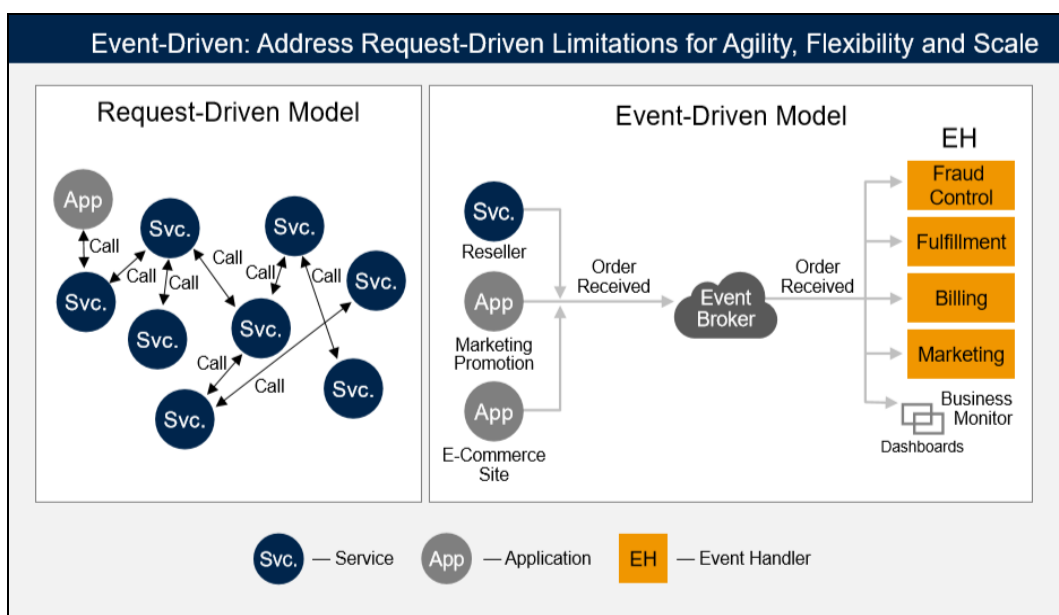 Event-Driven: Address Request-Driven Limitations for Agility, Flexibility and Scale
Request-Driven Model
App
Call
Svc.
Svc.
Call
Call
Svc.
Call
Svc.
Call
Svc.
Call
Svc.
Call
Svc.
Call
Svc.
Event-Driven Model
EH
Svc.
Reseller
App
Marketing
Promotion
App
E-Commerce
Site
Order
Received
Event
Broker
Order
Received
Fraud
Control
Fulfillment
Billing
Marketing
Business
Monitor
Dashboards
Svc.
— Service
App
— Application
EH
— Event Handler